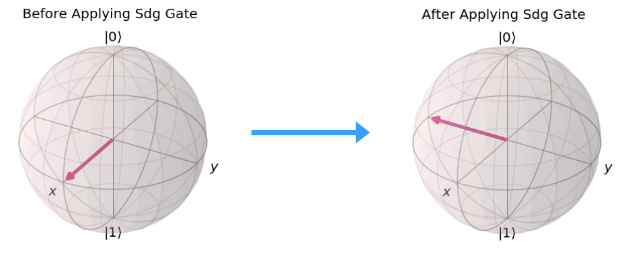 Before Applying Sdg Gate
|0⟩
x
y
|1⟩
After Applying Sdg Gate
|0⟩
x
y
|1⟩